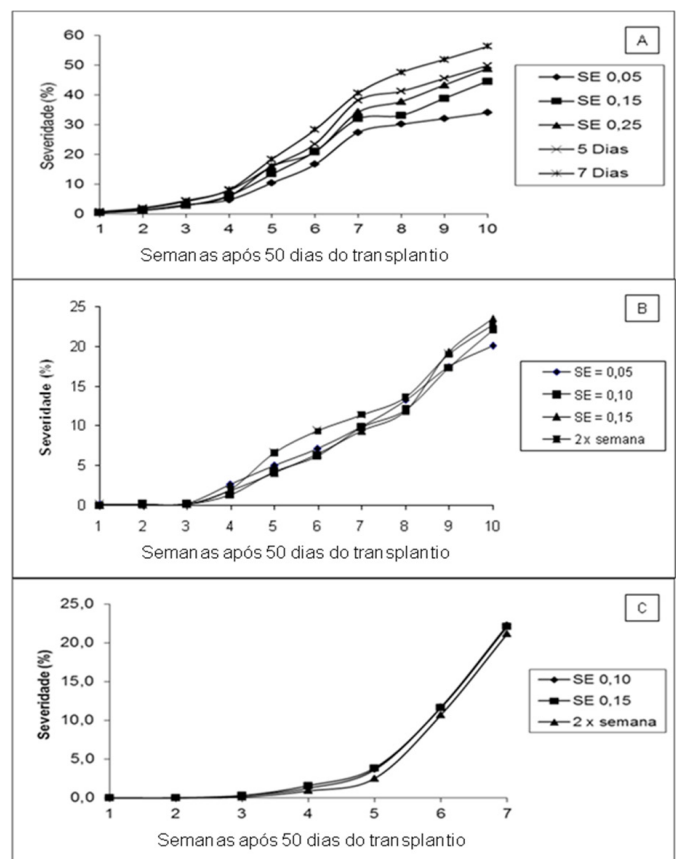 A
60
50
40
30
20
10
0
Severidade (%)
1 2 3 4 5 6 7 8 9 10
Semanas após 50 dias do transplantio
SE 0,05
SE 0,15
SE 0,25
5 Dias
7 Dias
B
25
20
15
10
5
0
Severidade (%)
1 2 3 4 5 6 7 8 9 10
Semanas após 50 dias do transplantio
SE = 0,05
SE = 0,10
SE = 0,15
2x semana
C
25,0
20,0
15,0
10,0
5,0
0,0
Severidade (%)
1 2 3 4 5 6 7
Semanas após 50 dias do transplantio
SE 0,10
SE 0,15
2 x semana